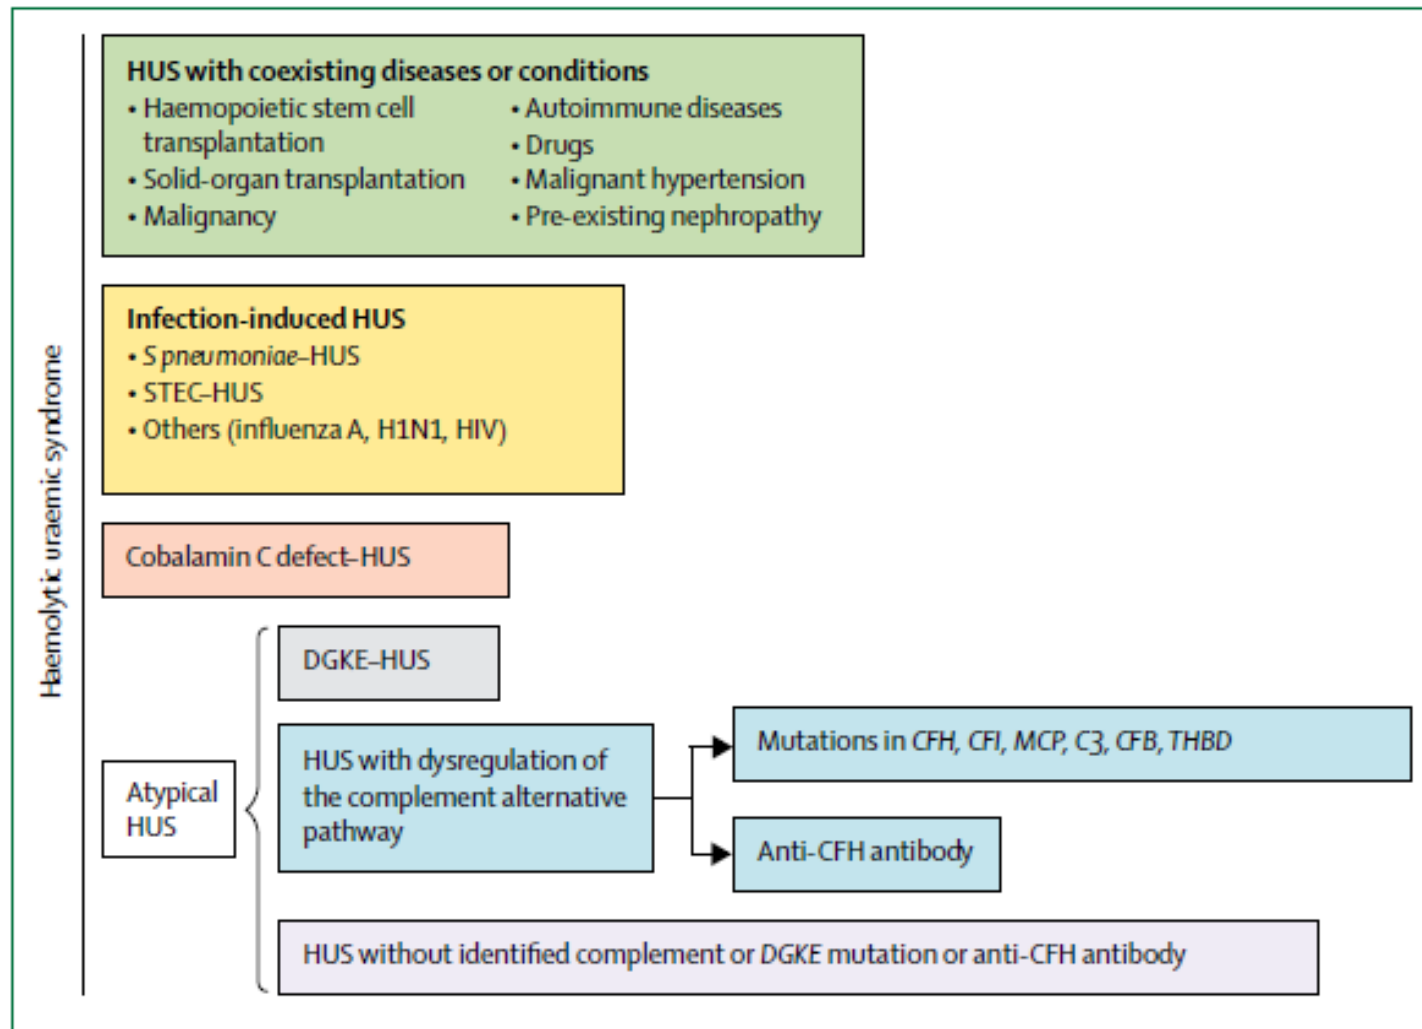 Haemolytic uraemic syndrome
HUS with coexisting diseases or conditions
• Haemopoietic stem cell
transplantation
• Solid-organ transplantation
• Malignancy
• Autoimmune diseases
• Drugs
• Malignant hypertension
• Pre-existing nephropathy
Infection-induced HUS
• S pneumoniae–HUS
• STEC–HUS
• Others (influenza A, H1N1, HIV)
Cobalamin C defect–HUS
Atypical
HUS
DGKE–HUS
HUS with dysregulation of
the complement alternative
pathway
Mutations in CFH, CFI, MCP, C3, CFB, THBD
Anti-CFH antibody
HUS without identified complement or DGKE mutation or anti-CFH antibody